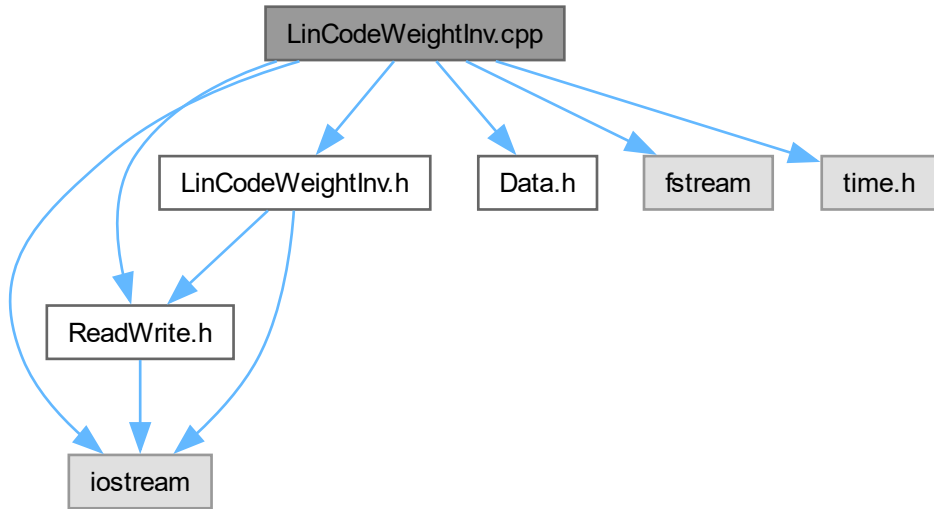 LinCodeWeightInv.cpp
LinCodeWeightInv.h
Data.h
fstream
time.h
ReadWrite.h
iostream